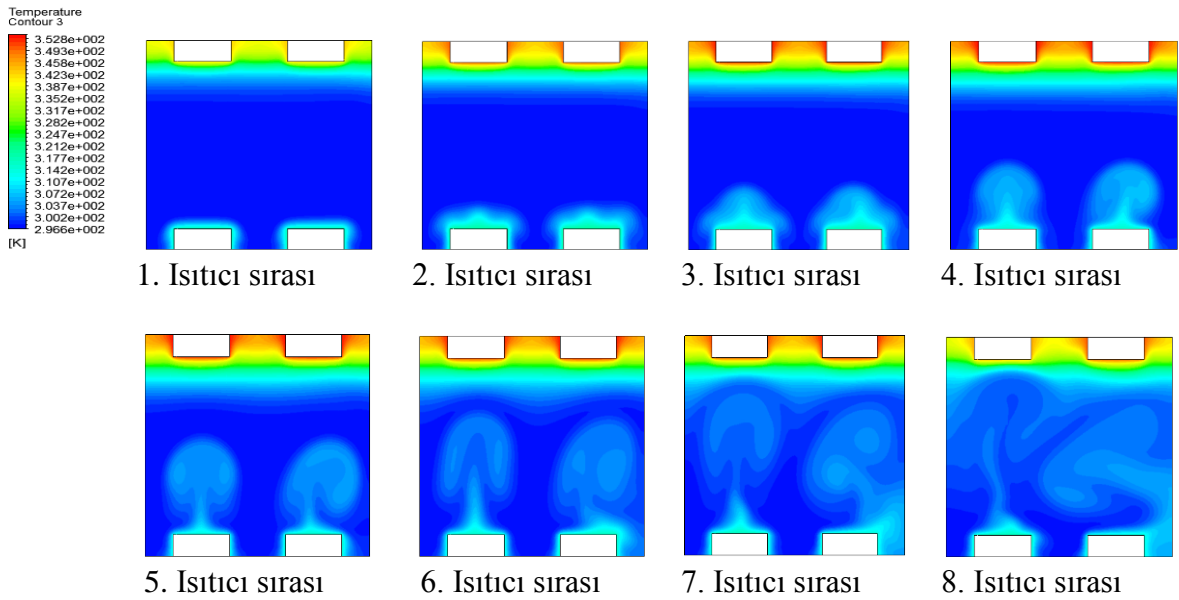 Temperature
Contour 3
3.528e+002
3.493e+002
3.458e+002
3.423e+002
3.387e+002
3.352e+002
3.317e+002
3.282e+002
3.247e+002
3.212e+002
3.177e+002
3.142e+002
3.107e+002
3.072e+002
3.037e+002
3.002e+002
2.966e+002
[K]
1. Isıtıcı sırası
2. Isıtıcı sırası
3. Isıtıcı sırası
4. Isıtıcı sırası
5. Isıtıcı sırası
6. Isıtıcı sırası
7. Isıtıcı sırası
8. Isıtıcı sırası